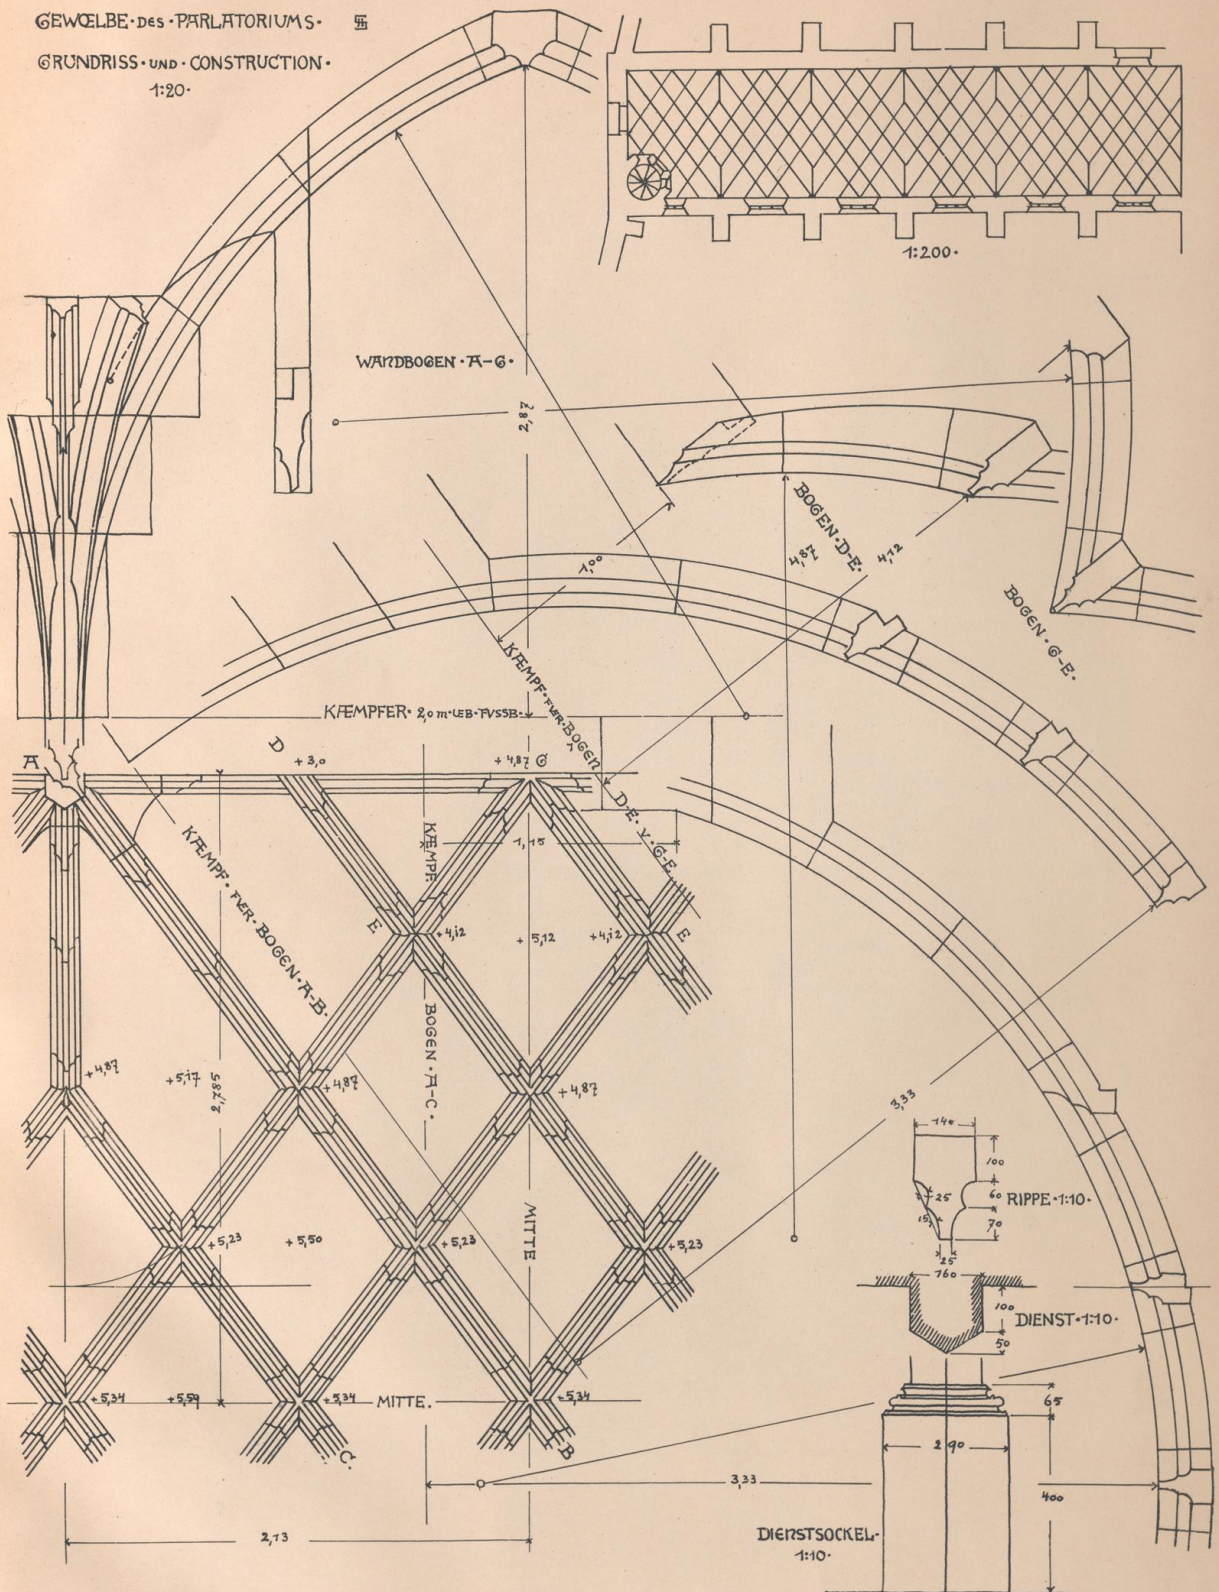 GEWŒLBE·DES·PARLATORIUMS·
GRUNDRISS·UND·CONSTRUCTION·
1:20·
1:200·
WANDBOGEN·A-G·
2,87
BOGEN·D-E·
4,87
4,12
BOGEN·G-E·
1,00
KÆMPF·FUER·BOGEN
D-E·V·G-E·
KÆMPFER·2,0m·UEB·FUSSB·
A
D
+3,0
+4,87 G
1,15
KÆMPF·FUER·BOGEN·A-B·
KÆMPF
BOGEN·A-C·
E
+4,12
+5,12
+4,12
E
+4,87
+5,17
2,785
+4,87
+4,87
3,33
140
100
25
60
RIPPE·1:10·
15
70
25
+5,23
+5,50
+5,23
MITTE
+5,23
160
100
DIENST·1:10·
50
65
+5,34
+5,59
+5,34
MITTE.
+5,34
C·
B
290
3,33
400
2,13
DIENSTSOCKEL·
1:10·